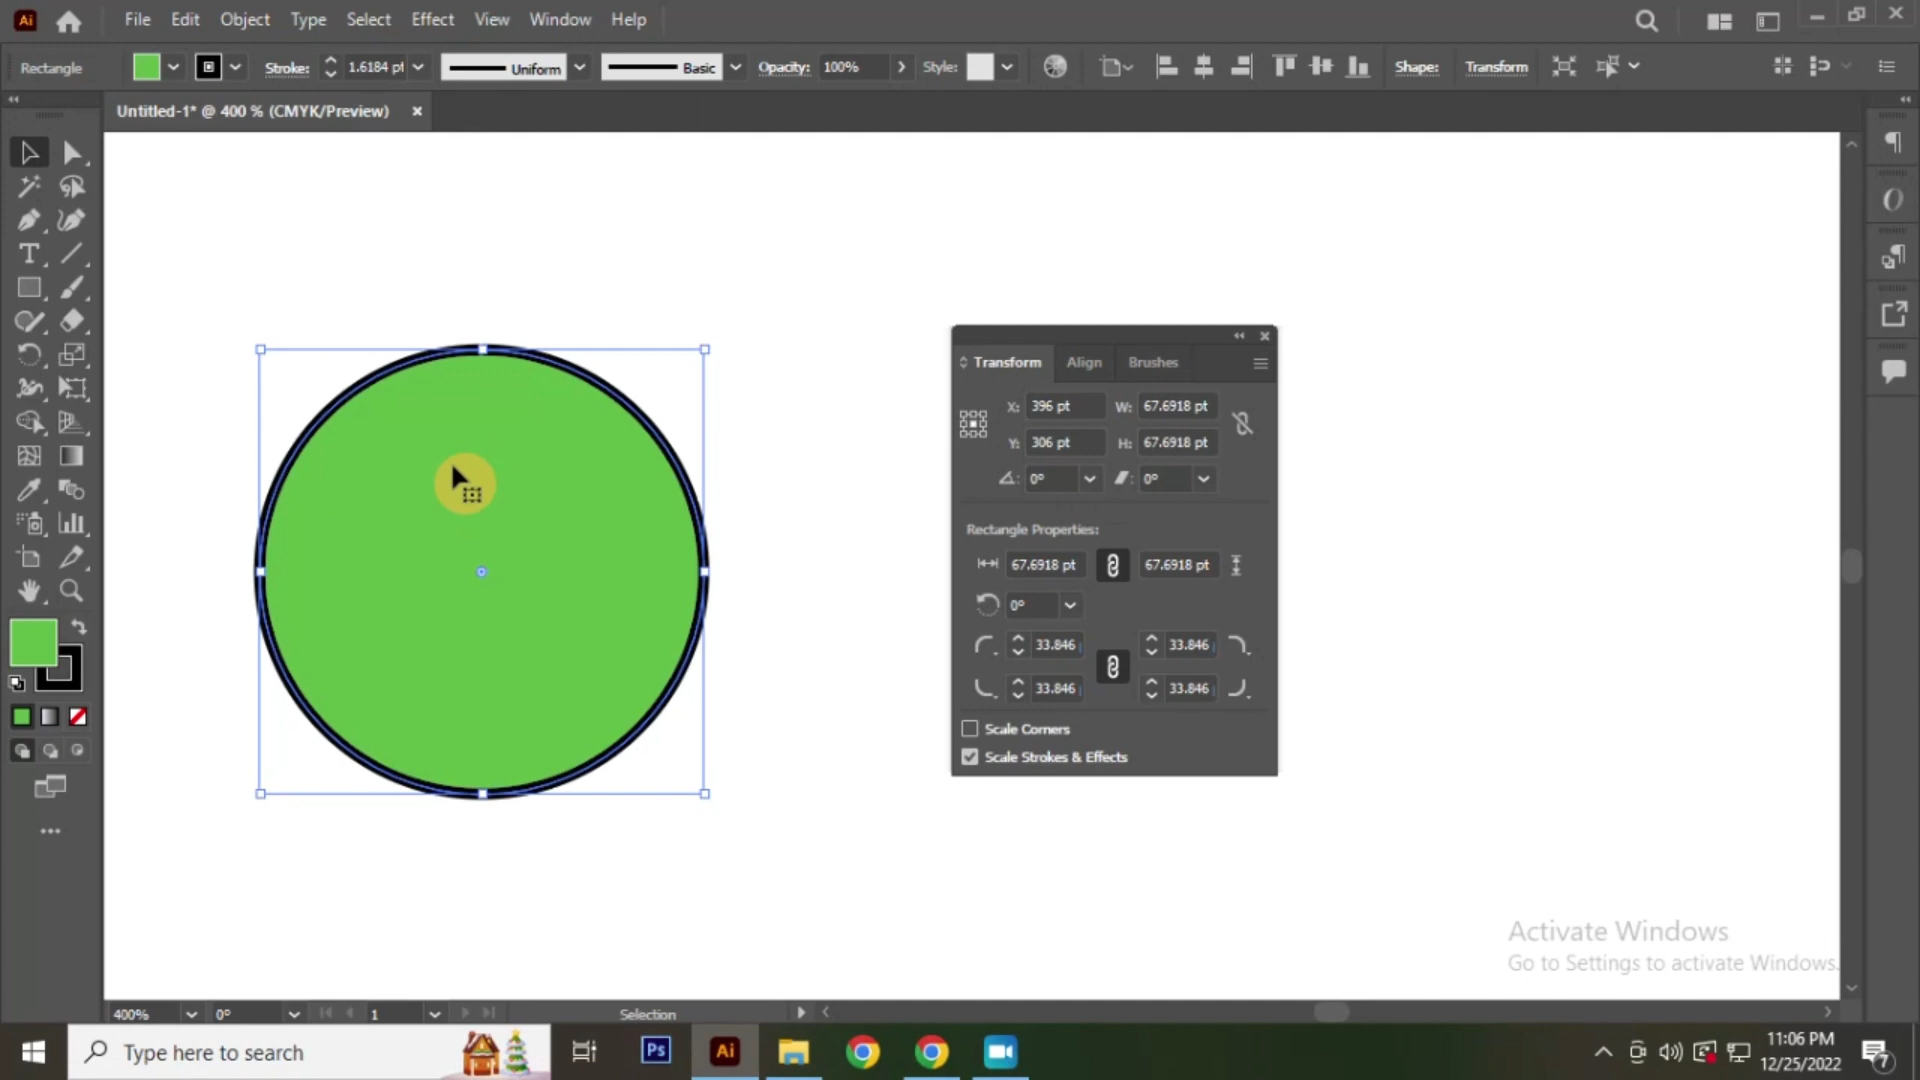 Ai File Edit Object Type Select Effect View Window Help
Rectangle Stroke: 1.6184 pt Uniform Basic Opacity: 100% Style: Shape: Transform
Untitled-1* @ 400 % (CMYK/Preview) ×
Transform Align Brushes
X: 396 pt W: 67.6918 pt
Y: 306 pt H: 67.6918 pt
0° 0°
Rectangle Properties:
67.6918 pt 67.6918 pt
0°
33.846 33.846
33.846 33.846
Scale Corners
Scale Strokes & Effects
Activate Windows
Go to Settings to activate Windows.
400% 0° 1 Selection
Type here to search Ps Ai 11:06 PM
12/25/2022 7